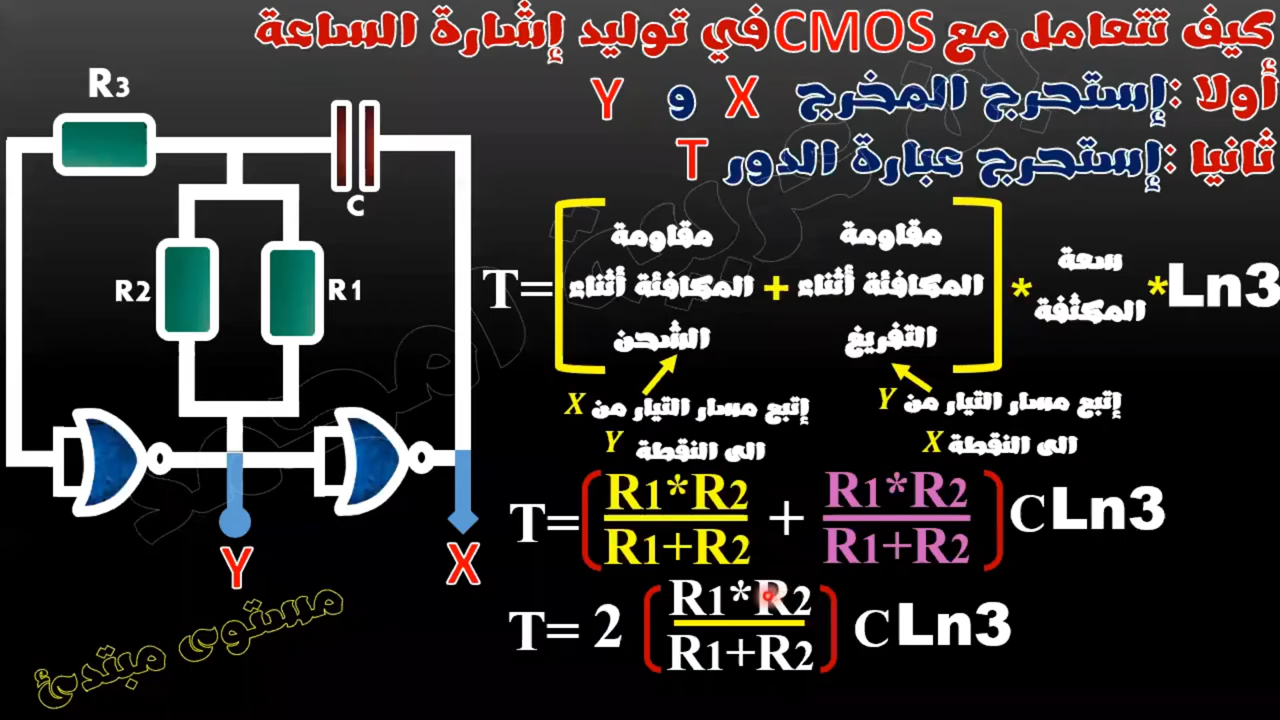 كيف تتعامل مع CMOS في توليد إشارة الساعة
أولا : إستحرج المخرج X و Y
ثانيا : إستحرج عبارة الدور T
R3
C
R2
R1
Y
X
T= [ مقاومة المكافئة أثناء الشحن + مقاومة المكافئة أثناء التفريغ ] * سعة المكثفة * Ln3
إتبع مسار التيار من X
الى النقطة Y
إتبع مسار التيار من Y
الى النقطة X
T= ( R1*R2 / R1+R2 + R1*R2 / R1+R2 ) CLn3
T= 2 ( R1*R2 / R1+R2 ) CLn3
مستوى مبتدئ